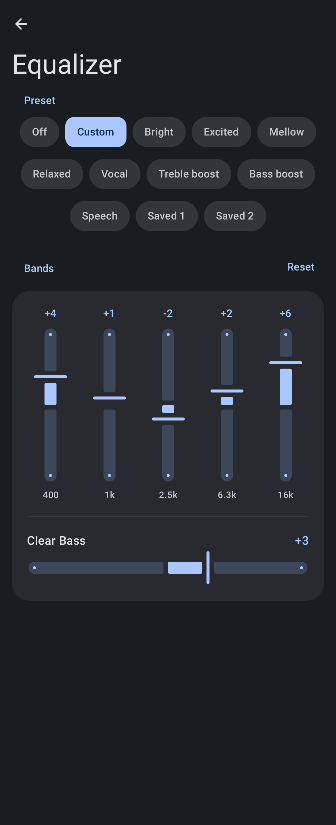 Equalizer
Preset
Off Custom Bright Excited Mellow
Relaxed Vocal Treble boost Bass boost
Speech Saved 1 Saved 2
Bands Reset
+4 +1 -2 +2 +6
400 1k 2.5k 6.3k 16k
Clear Bass +3